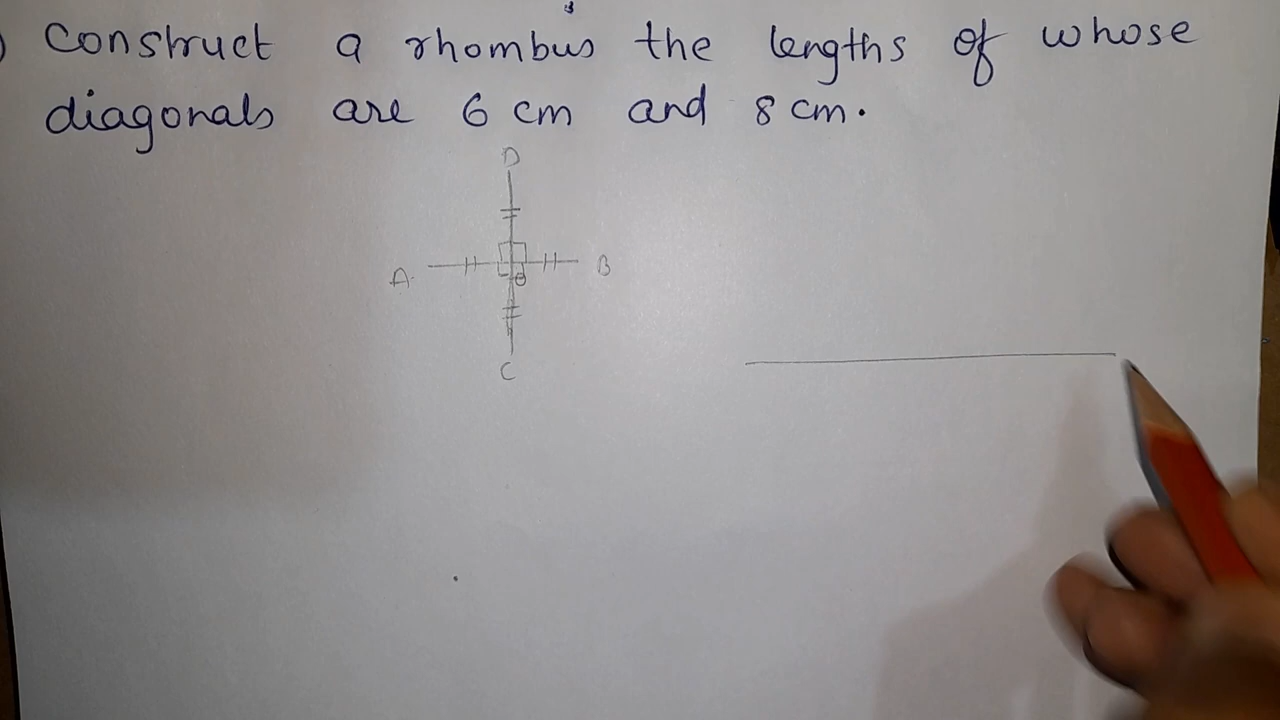 ) Construct a rhombus the lengths of whose
diagonals are 6 cm and 8 cm.
D
A B
O
C